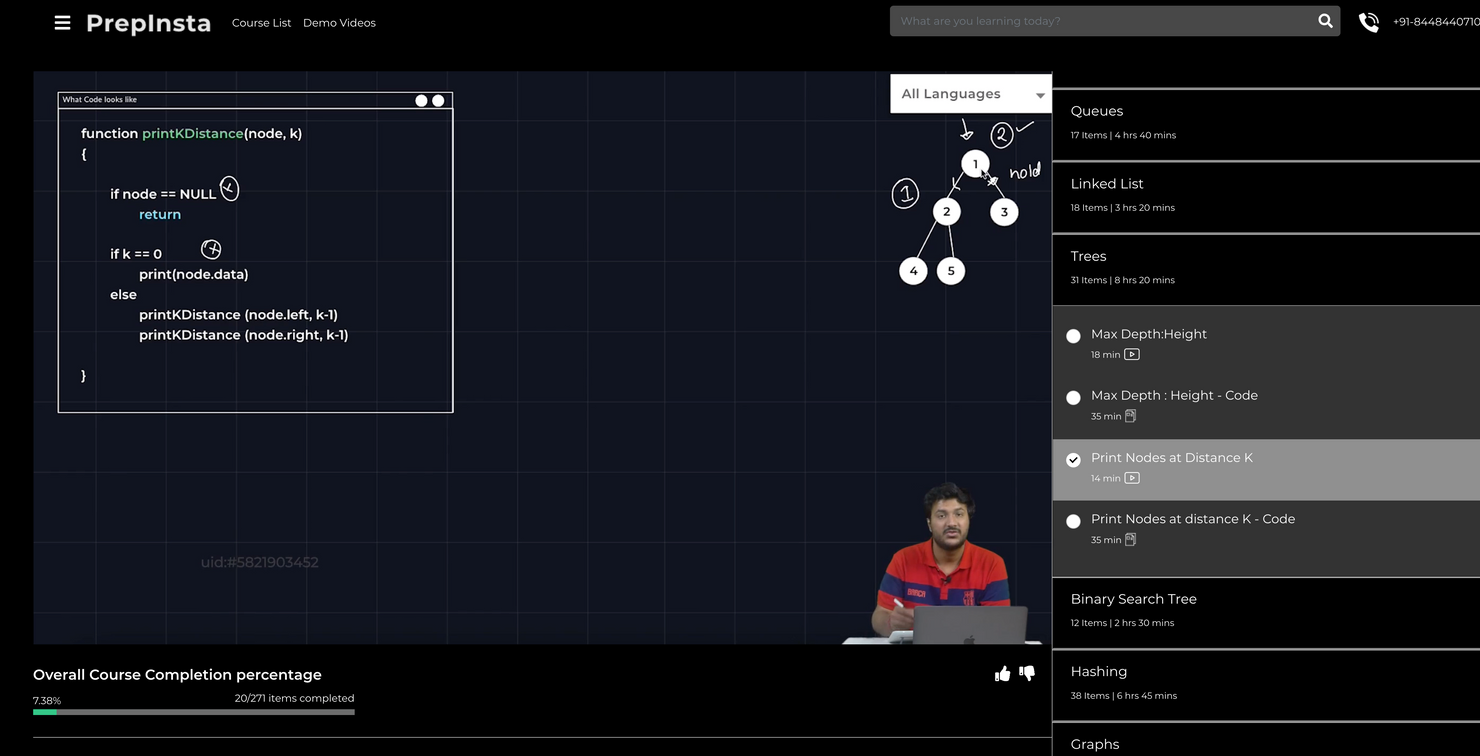 PrepInsta
Course List Demo Videos
What are you learning today?
+91-8448440710
What Code looks like
function printKDistance(node, k)
{
if node == NULL
return
if k == 0
print(node.data)
else
printKDistance (node.left, k-1)
printKDistance (node.right, k-1)
}
All Languages
2
1
hold
1
2
3
4
5
uid:#5821903452
Overall Course Completion percentage
7.38%
20/271 items completed
Queues
17 Items | 4 hrs 40 mins
Linked List
18 Items | 3 hrs 20 mins
Trees
31 Items | 8 hrs 20 mins
Max Depth:Height
18 min
Max Depth : Height - Code
35 min
Print Nodes at Distance K
14 min
Print Nodes at distance K - Code
35 min
Binary Search Tree
12 Items | 2 hrs 30 mins
Hashing
38 Items | 6 hrs 45 mins
Graphs